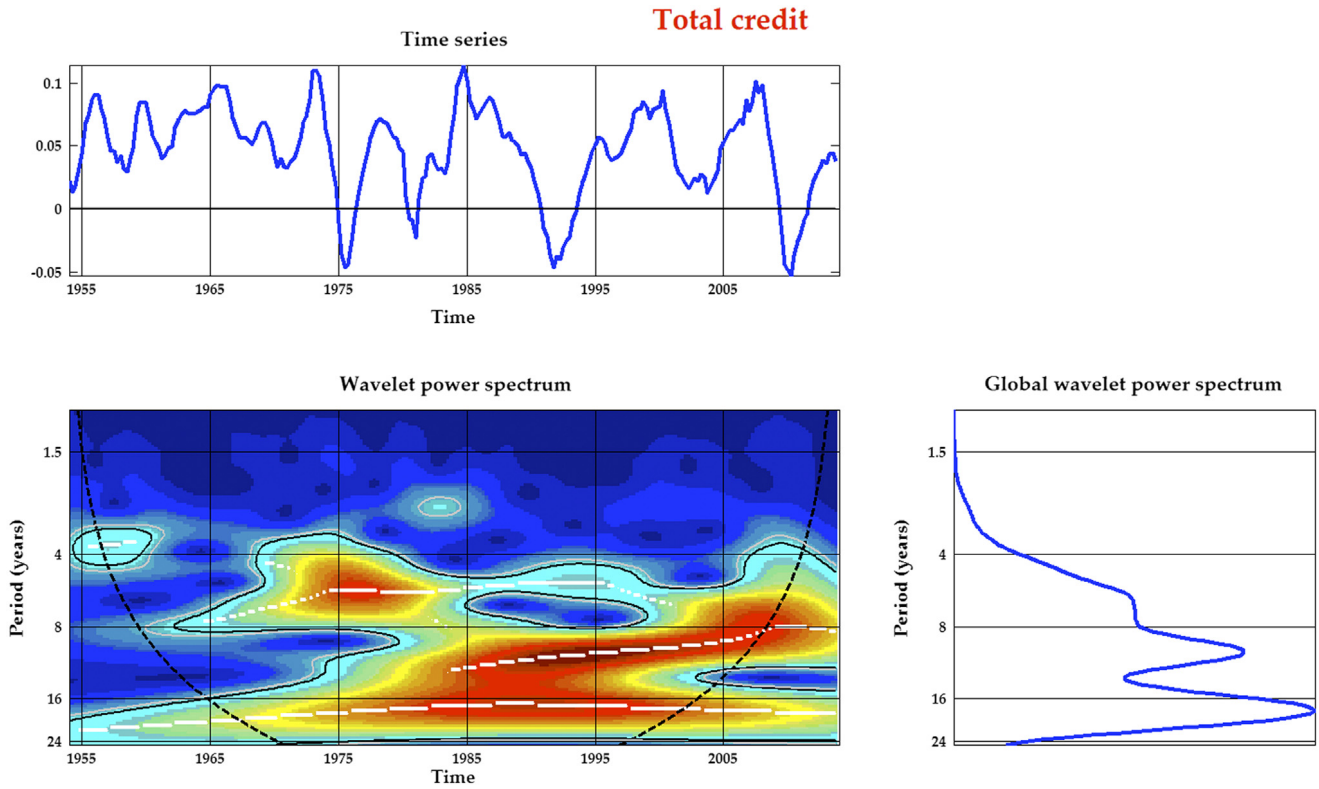 Total credit
Time series
0.1
0.05
0
-0.05
1955 1965 1975 1985 1995 2005
Time
Wavelet power spectrum
Period (years)
1.5
4
8
16
24
1955 1965 1975 1985 1995 2005
Time
Global wavelet power spectrum
Period (years)
1.5
4
8
16
24